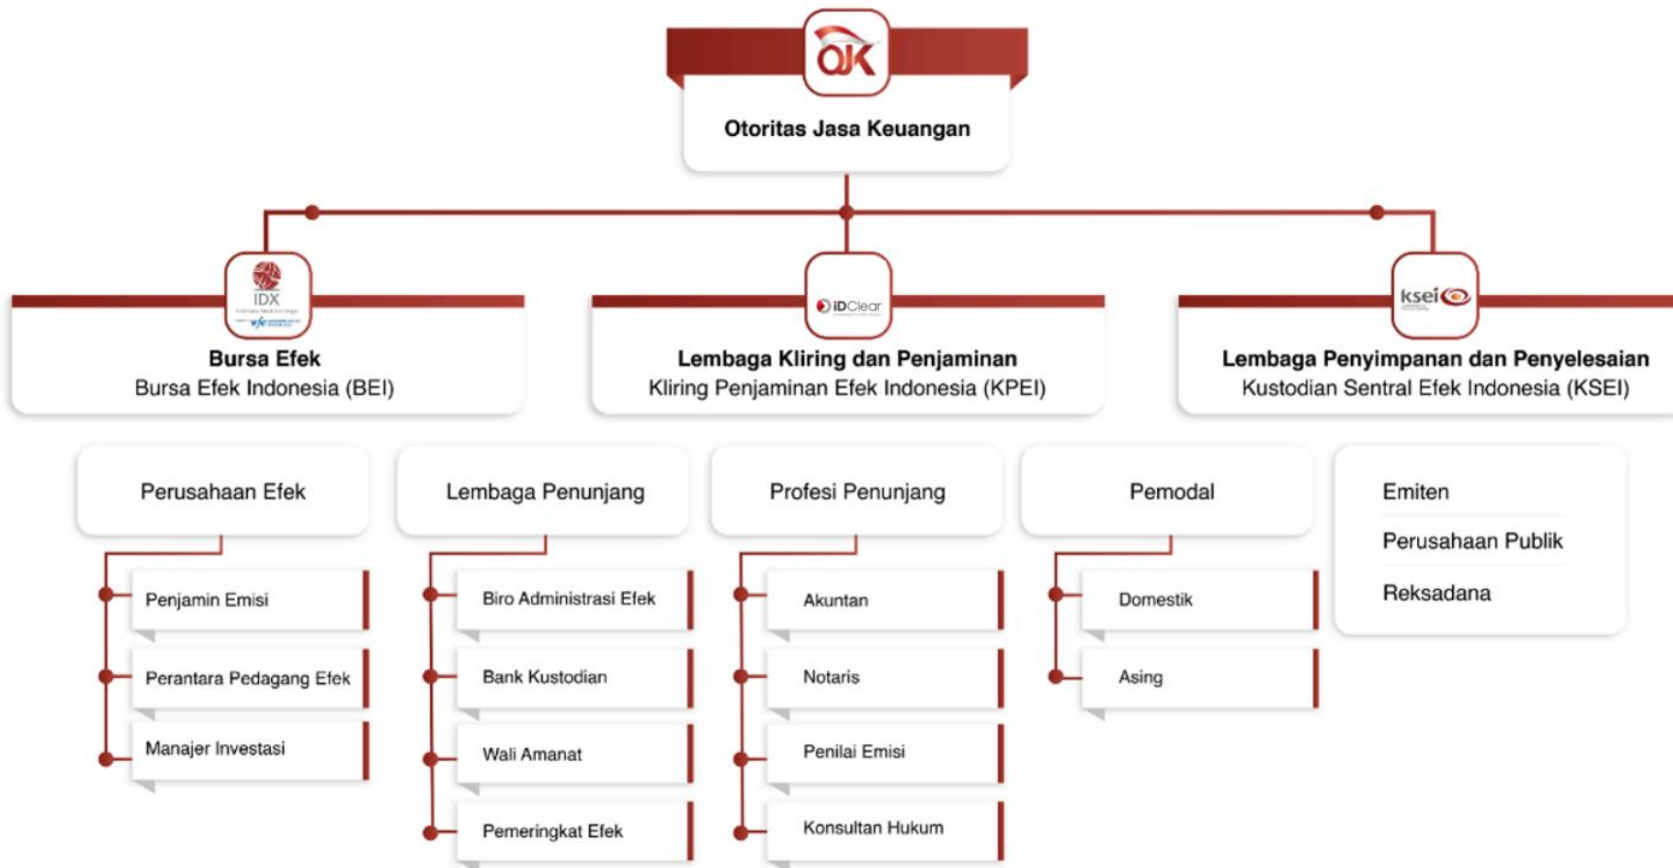 OJK
Otoritas Jasa Keuangan
IDX
iDClear
ksei
Bursa Efek
Bursa Efek Indonesia (BEI)
Lembaga Kliring dan Penjaminan
Kliring Penjaminan Efek Indonesia (KPEI)
Lembaga Penyimpanan dan Penyelesaian
Kustodian Sentral Efek Indonesia (KSEI)
Perusahaan Efek
Penjamin Emisi
Perantara Pedagang Efek
Manajer Investasi
Lembaga Penunjang
Biro Administrasi Efek
Bank Kustodian
Wali Amanat
Pemeringkat Efek
Profesi Penunjang
Akuntan
Notaris
Penilai Emisi
Konsultan Hukum
Pemodal
Domestik
Asing
Emiten
Perusahaan Publik
Reksadana